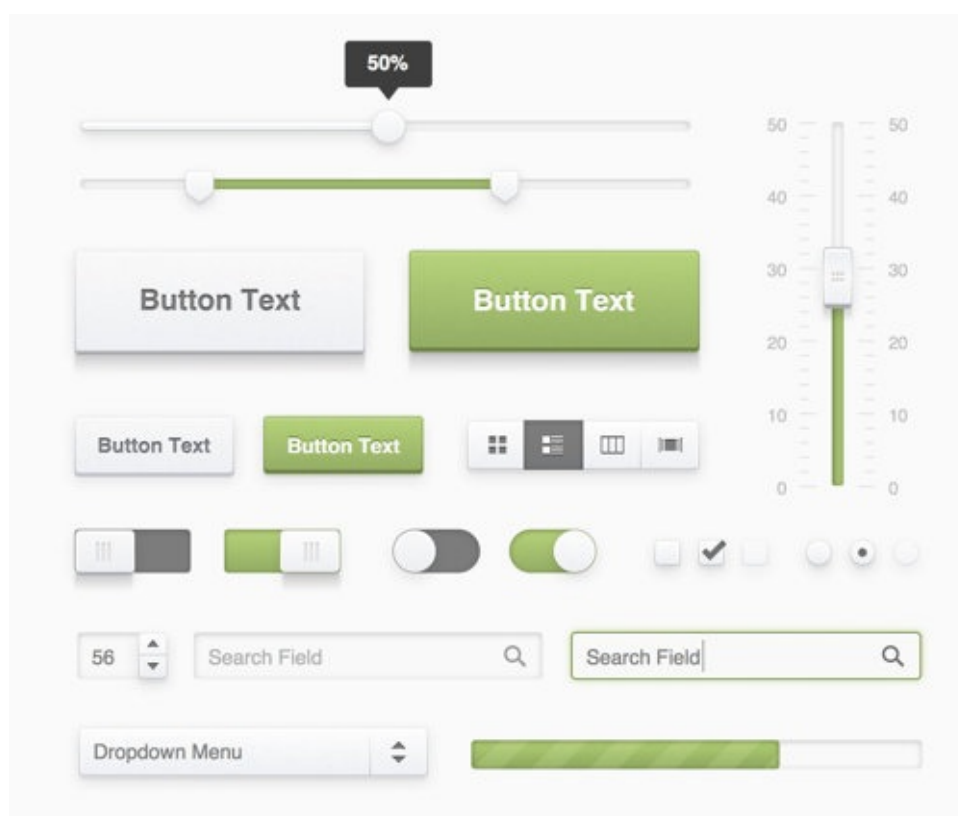 50%
50 50
40 40
30 30
20 20
10 10
0 0
Button Text
Button Text
Button Text
Button Text
56
Search Field
Search Field
Dropdown Menu